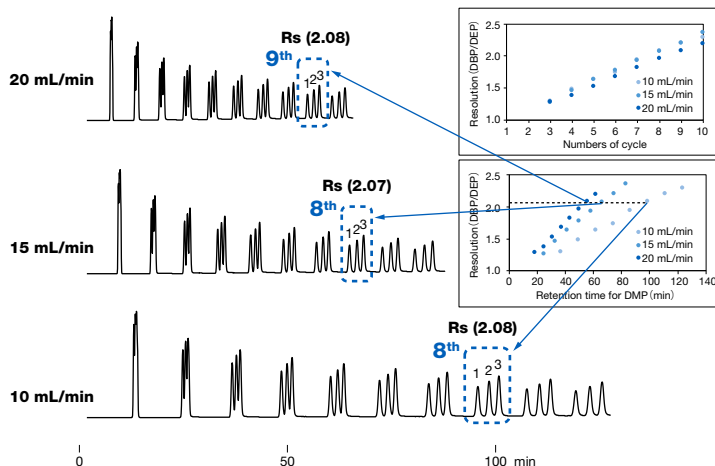 20 mL/min
Rs (2.08)
9th
1 2 3
15 mL/min
Rs (2.07)
8th
1 2 3
10 mL/min
Rs (2.08)
8th
1 2 3
0 50 100 min
Resolution (DBP/DEP)
2.5
2.0
1.5
1.0
1 2 3 4 5 6 7 8 9 10
Numbers of cycle
10 mL/min
15 mL/min
20 mL/min
Resolution (DBP/DEP)
2.5
2.0
1.5
1.0
0 20 40 60 80 100 120 140
Retention time for DMP (min)
10 mL/min
15 mL/min
20 mL/min